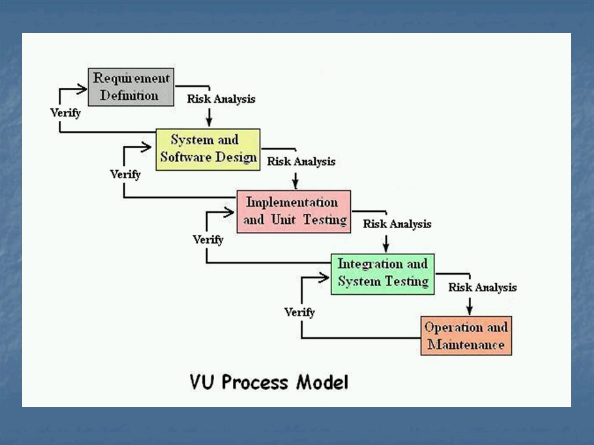 Requirement
Definition
Risk Analysis
Verify
System and
Software Design
Risk Analysis
Verify
Implementation
and Unit Testing
Risk Analysis
Verify
Integration and
System Testing
Risk Analysis
Verify
Operation and
Maintenance
VU Process Model